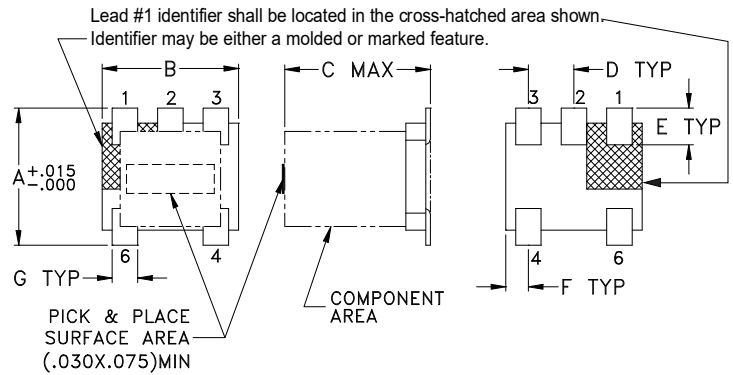 Lead #1 identifier shall be located in the cross-hatched area shown.
Identifier may be either a molded or marked feature.
B
C MAX
D TYP
1 2 3
3 2 1
E TYP
A+.015
-.000
6 4
4 6
G TYP
F TYP
PICK & PLACE
SURFACE AREA
(.030X.075)MIN
COMPONENT
AREA